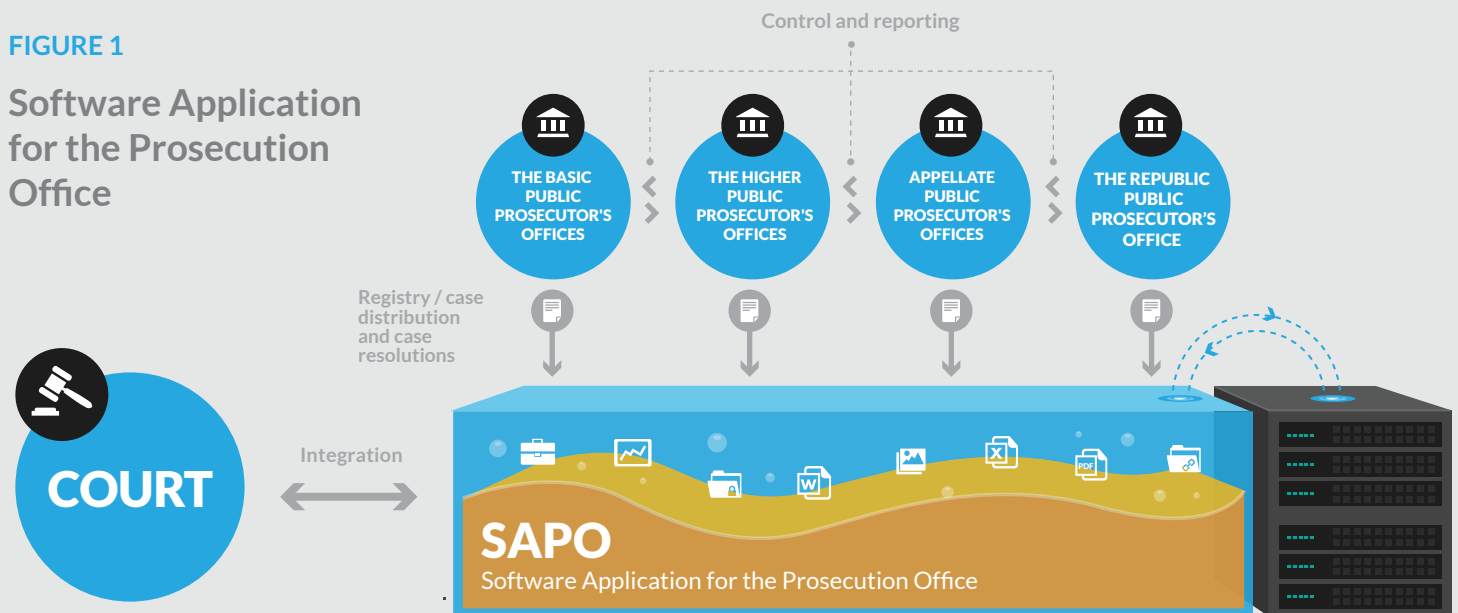 FIGURE 1
Software Application
for the Prosecution
Office
Control and reporting
THE BASIC
PUBLIC
PROSECUTOR'S
OFFICES
THE HIGHER
PUBLIC
PROSECUTOR'S
OFFICES
APPELLATE
PUBLIC
PROSECUTOR'S
OFFICES
THE REPUBLIC
PUBLIC
PROSECUTOR’S
OFFICE
Registry / case
distribution
and case
resolutions
COURT
Integration
W
X
PDF
SAPO
Software Application for the Prosecution Office